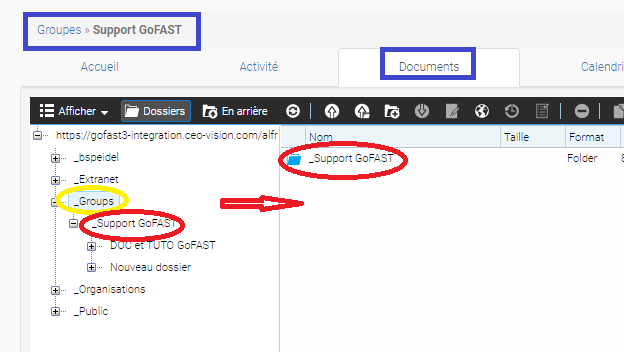 Groupes » Support GoFAST
Accueil Activité Documents Calendri
Afficher Dossiers En arrière
https://gofast3-integration.ceo-vision.com/alfr
Nom Taille Format
_bspeidel
_Support GoFAST Folder 8
_Extranet
_Groups
_Support GoFAST
DOC et TUTO GoFAST
Nouveau dossier
_Organisations
_Public